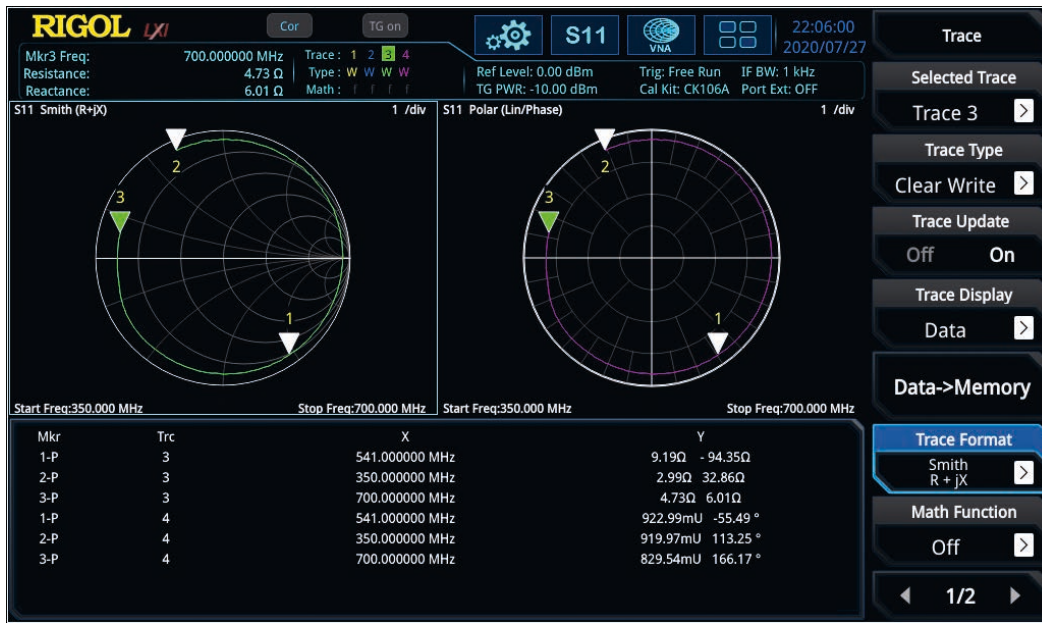 RIGOL LXI Cor TG on S11 VNA 22:06:00
2020/07/27
Mkr3 Freq: 700.000000 MHz
Resistance: 4.73 Ω
Reactance: 6.01 Ω
Trace: 1 2 3 4
Type: W W W W
Math: f f f f
Ref Level: 0.00 dBm Trig: Free Run IF BW: 1 kHz
TG PWR: -10.00 dBm Cal Kit: CK106A Port Ext: OFF
S11 Smith (R+jX) 1 /div
2
3
1
Start Freq:350.000 MHz Stop Freq:700.000 MHz
S11 Polar (Lin/Phase) 1 /div
2
3
1
Start Freq:350.000 MHz Stop Freq:700.000 MHz
Mkr Trc X Y
1-P 3 541.000000 MHz 9.19Ω - 94.35Ω
2-P 3 350.000000 MHz 2.99Ω 32.86Ω
3-P 3 700.000000 MHz 4.73Ω 6.01Ω
1-P 4 541.000000 MHz 922.99mU -55.49 °
2-P 4 350.000000 MHz 919.97mU 113.25 °
3-P 4 700.000000 MHz 829.54mU 166.17 °
Trace
Selected Trace
Trace 3
Trace Type
Clear Write
Trace Update
Off On
Trace Display
Data
Data->Memory
Trace Format
Smith
R + jX
Math Function
Off
1/2